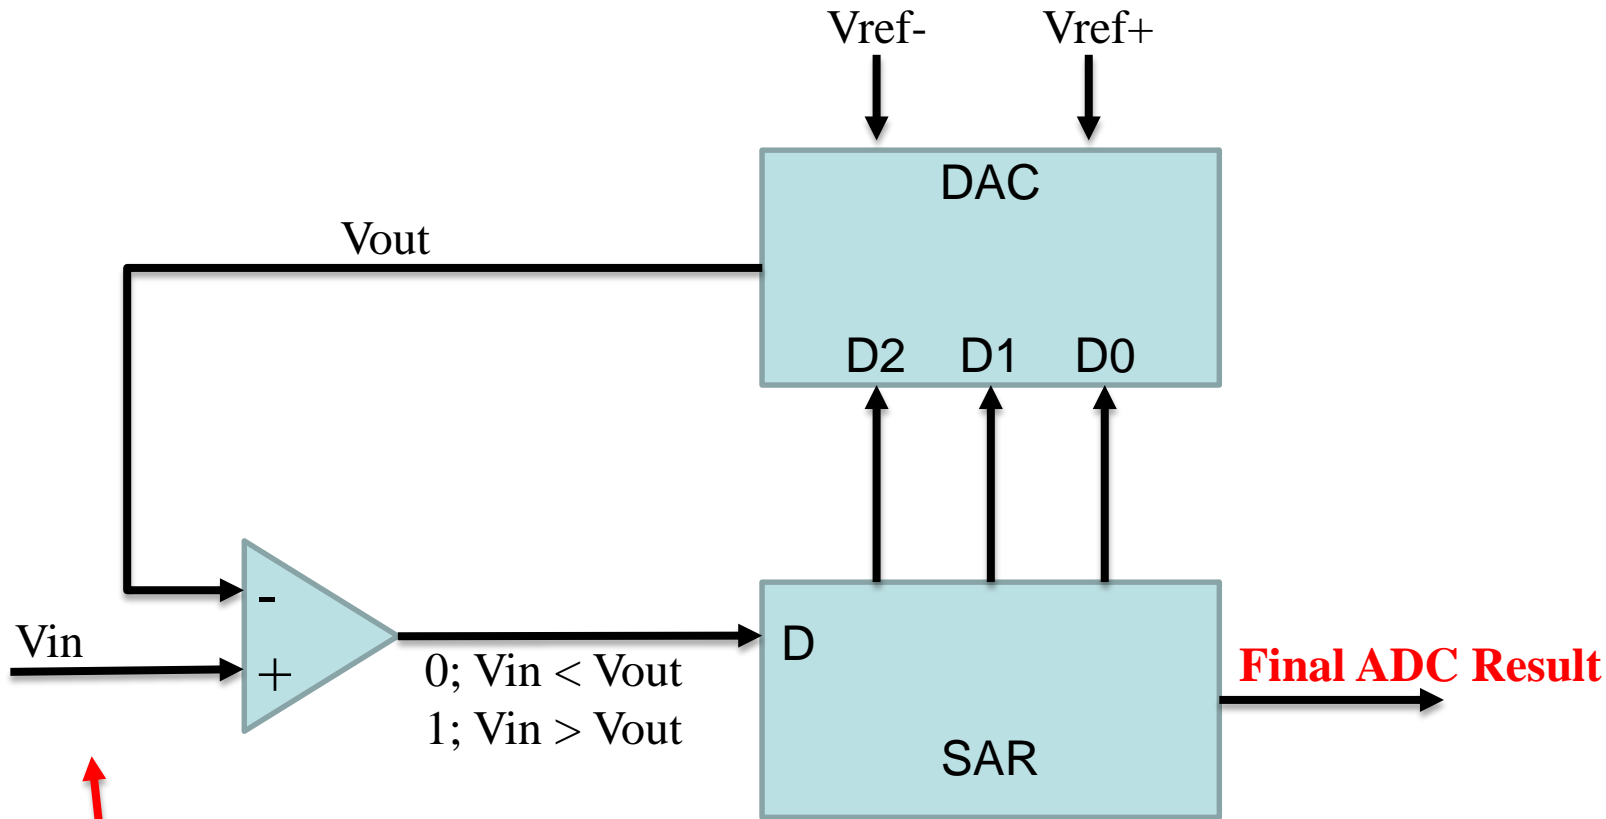 Vref- Vref+
DAC
Vout
D2 D1 D0
-
Vin
+
D
0; Vin < Vout
1; Vin > Vout
Final ADC Result
SAR